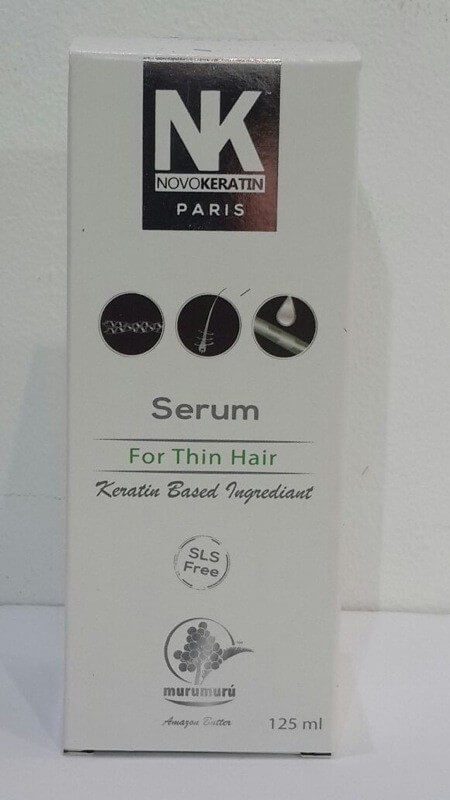 NK
NOVOKERATIN
PARIS
Serum
For Thin Hair
Keratin Based Ingrediant
SLS
Free
murumurú
Amazon Butter
125 ml